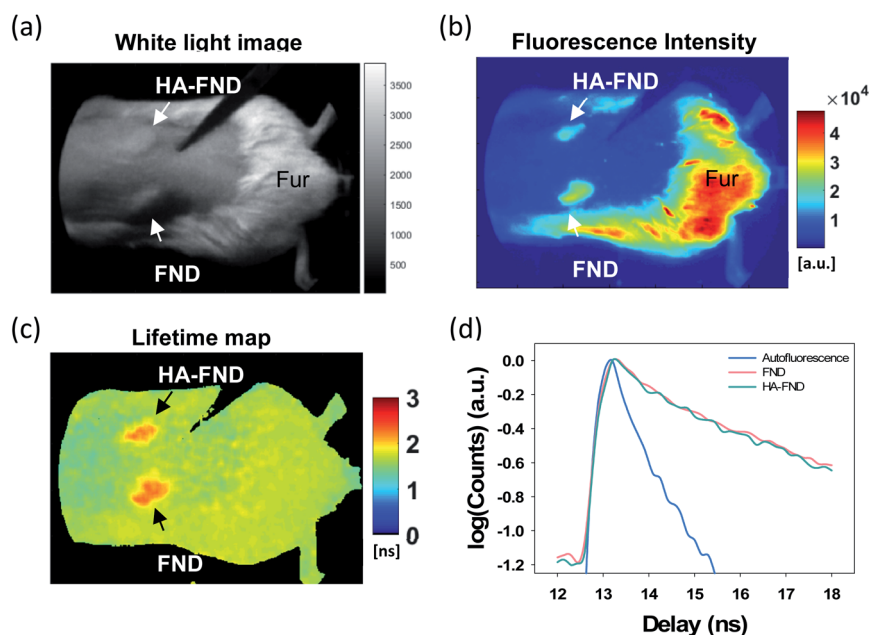 (a)
White light image
HA-FND
Fur
FND
3500
3000
2500
2000
1500
1000
500
(b)
Fluorescence Intensity
HA-FND
Fur
FND
×10⁴
4
3
2
1
[a.u.]
(c)
Lifetime map
HA-FND
FND
3
2
1
0
[ns]
(d)
Autofluorescence
FND
HA-FND
log(Counts) (a.u.)
0.0
-0.2
-0.4
-0.6
-0.8
-1.0
-1.2
12 13 14 15 16 17 18
Delay (ns)